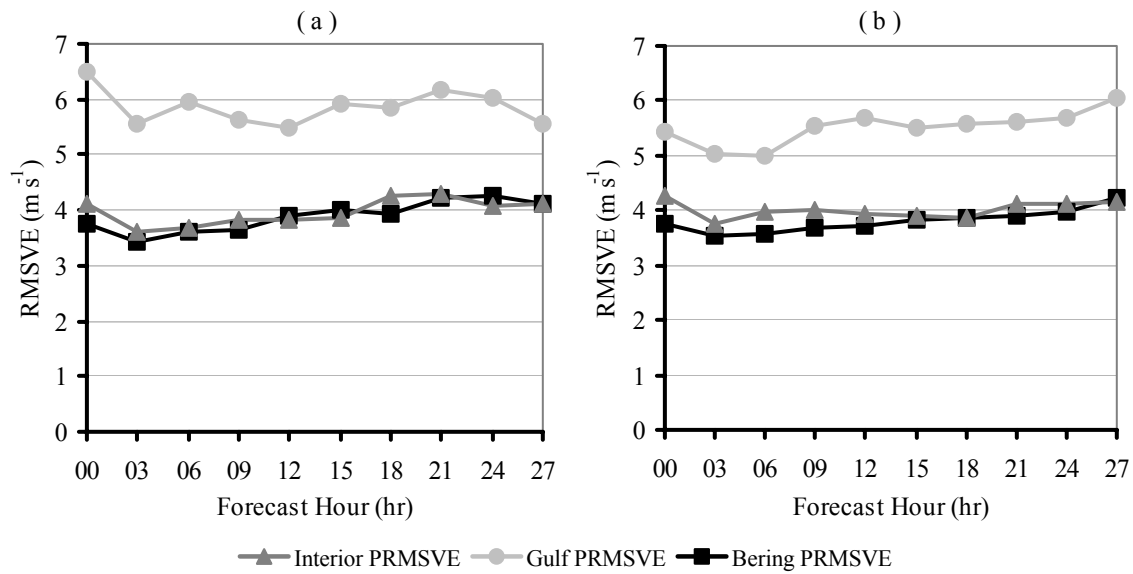 ( a )
7
6
5
4
3
2
1
0
RMSVE (m s⁻¹)
00 03 06 09 12 15 18 21 24 27
Forecast Hour (hr)
( b )
7
6
5
4
3
2
1
0
RMSVE (m s⁻¹)
00 03 06 09 12 15 18 21 24 27
Forecast Hour (hr)
Interior PRMSVE Gulf PRMSVE Bering PRMSVE